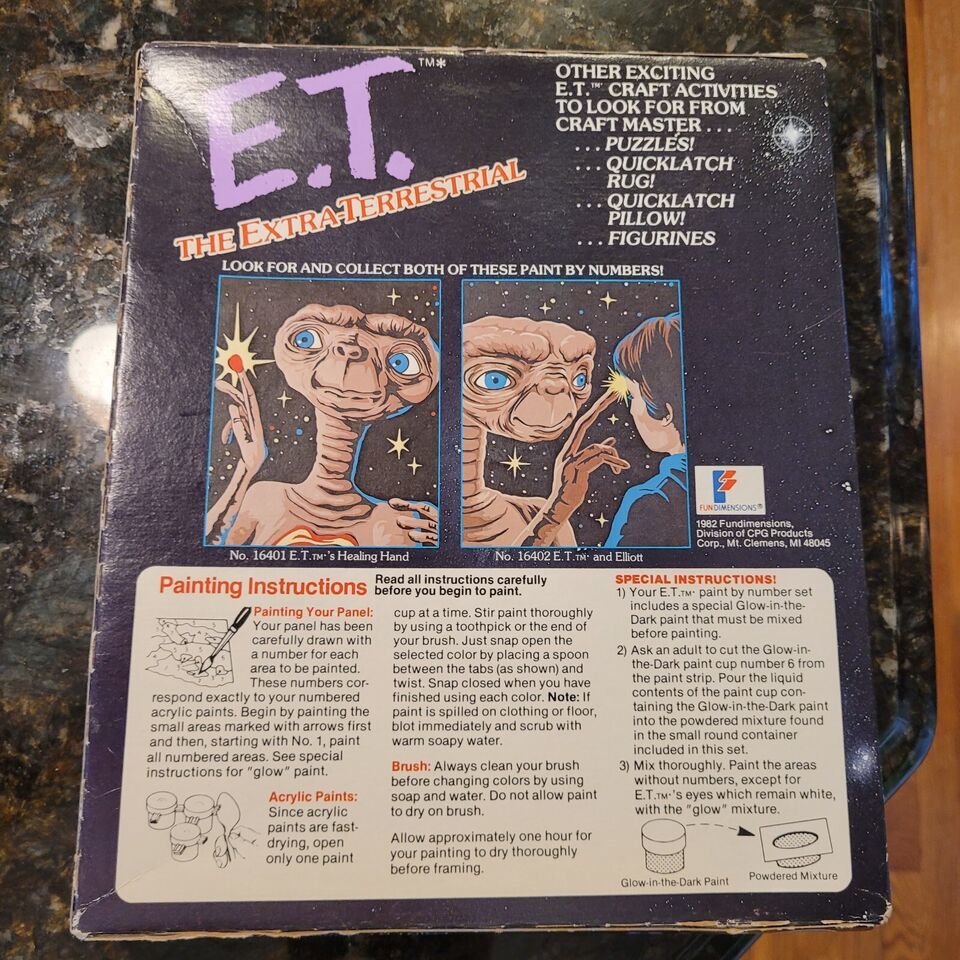 E.T.™*
THE EXTRA-TERRESTRIAL
OTHER EXCITING
E.T.™* CRAFT ACTIVITIES
TO LOOK FOR FROM
CRAFT MASTER . . .
. . . PUZZLES!
. . . QUICKLATCH
RUG!
. . . QUICKLATCH
PILLOW!
. . . FIGURINES
LOOK FOR AND COLLECT BOTH OF THESE PAINT BY NUMBERS!
No. 16401 E.T.TM*'s Healing Hand
No. 16402 E.T.TM* and Elliott
FUNDIMENSIONS®
1982 Fundimensions,
Division of CPG Products
Corp., Mt. Clemens, MI 48045
Painting Instructions
Read all instructions carefully
before you begin to paint.
Painting Your Panel:
Your panel has been
carefully drawn with
a number for each
area to be painted.
These numbers cor-
respond exactly to your numbered
acrylic paints. Begin by painting the
small areas marked with arrows first
and then, starting with No. 1, paint
all numbered areas. See special
instructions for "glow" paint.
Acrylic Paints:
Since acrylic
paints are fast-
drying, open
only one paint
cup at a time. Stir paint thoroughly
by using a toothpick or the end of
your brush. Just snap open the
selected color by placing a spoon
between the tabs (as shown) and
twist. Snap closed when you have
finished using each color. Note: If
paint is spilled on clothing or floor,
blot immediately and scrub with
warm soapy water.
Brush: Always clean your brush
before changing colors by using
soap and water. Do not allow paint
to dry on brush.
Allow approximately one hour for
your painting to dry thoroughly
before framing.
SPECIAL INSTRUCTIONS!
1) Your E.T.TM* paint by number set
includes a special Glow-in-the-
Dark paint that must be mixed
before painting.
2) Ask an adult to cut the Glow-in-
the-Dark paint cup number 6 from
the paint strip. Pour the liquid
contents of the paint cup con-
taining the Glow-in-the-Dark paint
into the powdered mixture found
in the small round container
included in this set.
3) Mix thoroughly. Paint the areas
without numbers, except for
E.T.TM*'s eyes which remain white,
with the "glow" mixture.
Glow-in-the-Dark Paint
Powdered Mixture